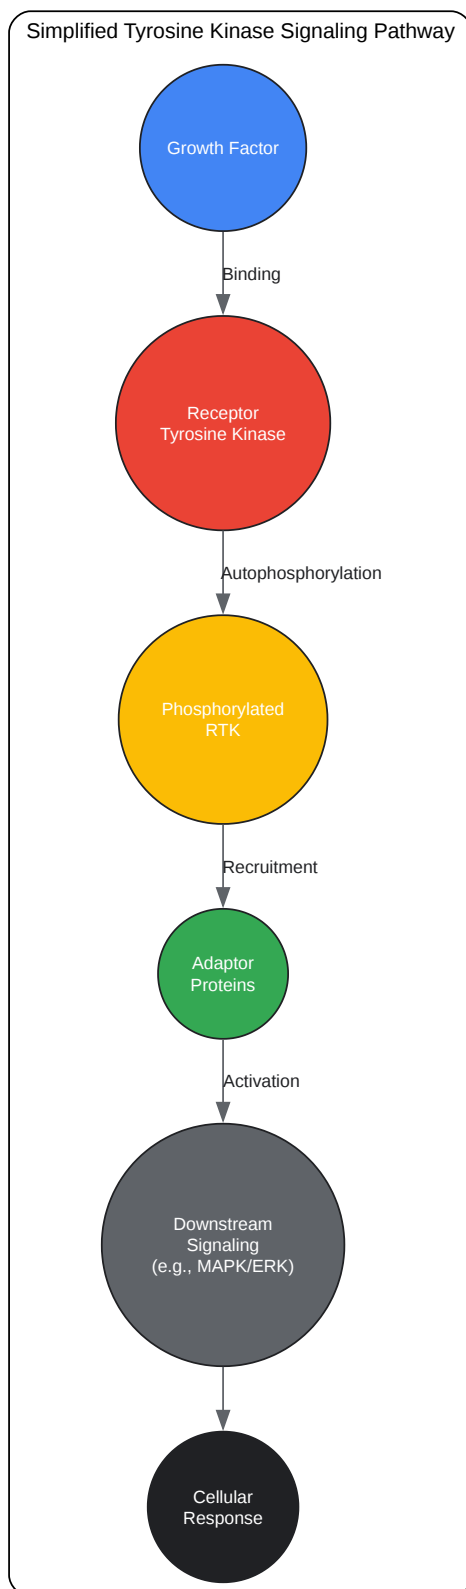 Simplified Tyrosine Kinase Signaling Pathway
Growth Factor
Binding
Receptor
Tyrosine Kinase
Autophosphorylation
Phosphorylated
RTK
Recruitment
Adaptor
Proteins
Activation
Downstream
Signaling
(e.g., MAPK/ERK)
Cellular
Response